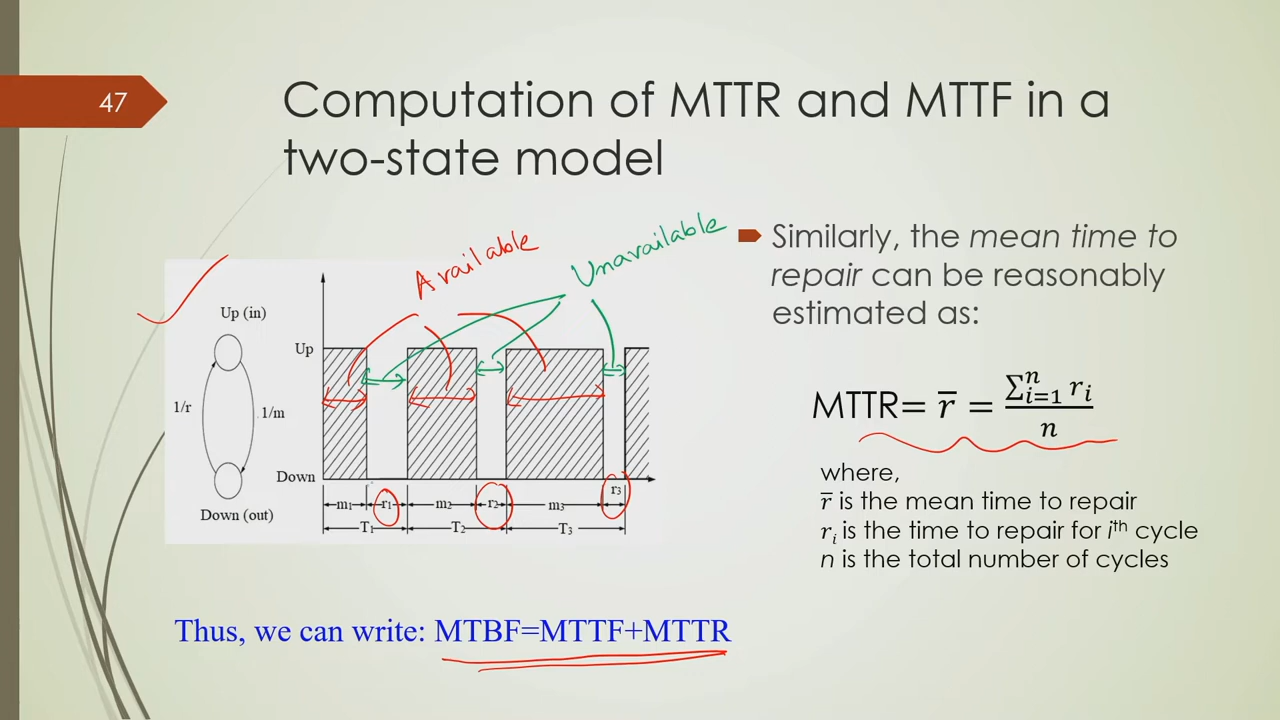 47
Computation of MTTR and MTTF in a
two-state model
Available
Unavailable
Up (in)
1/r
1/m
Down (out)
Up
Down
m₁
r₁
m₂
r₂
m₃
r₃
T₁
T₂
T₃
Similarly, the mean time to
repair can be reasonably
estimated as:
MTTR= r̅ = ∑ⁿᵢ₌₁ rᵢ / n
where,
r̅ is the mean time to repair
rᵢ is the time to repair for iᵗʰ cycle
n is the total number of cycles
Thus, we can write: MTBF=MTTF+MTTR